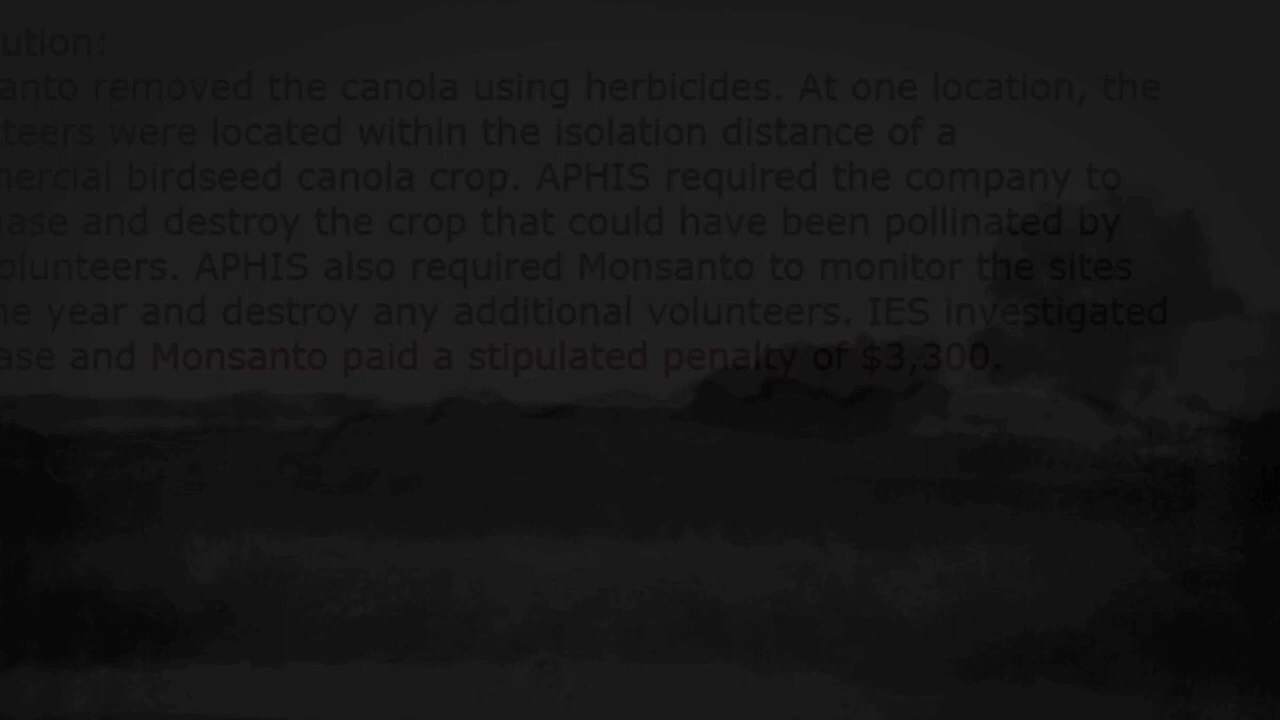 ution:
anto removed the canola using herbicides. At one location, the
teers were located within the isolation distance of a
mercial birdseed canola crop. APHIS required the company to
ase and destroy the crop that could have been pollinated by
olunteers. APHIS also required Monsanto to monitor the sites
he year and destroy any additional volunteers. IES investigated
ase and Monsanto paid a stipulated penalty of $3,300.